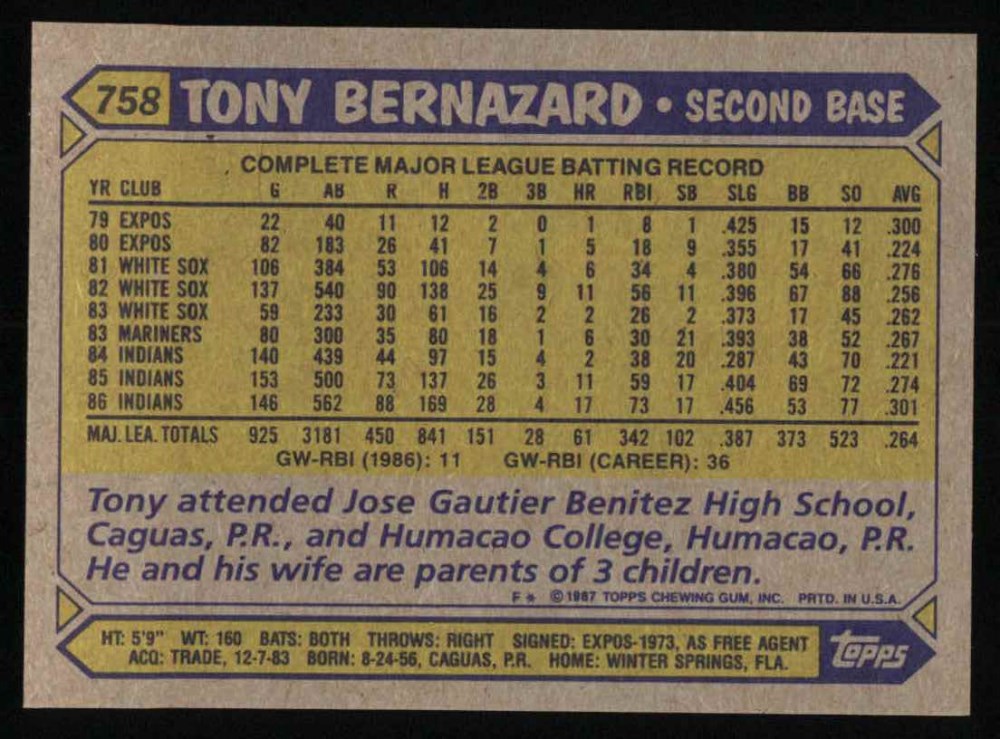 758 TONY BERNAZARD • SECOND BASE
COMPLETE MAJOR LEAGUE BATTING RECORD
YR CLUB G AB R H 2B 3B HR RBI SB SLG BB SO AVG
79 EXPOS 22 40 11 12 2 0 1 8 1 .425 15 12 .300
80 EXPOS 82 183 26 41 7 1 5 18 9 .355 17 41 .224
81 WHITE SOX 106 384 53 106 14 4 6 34 4 .380 54 66 .276
82 WHITE SOX 137 540 90 138 25 9 11 56 11 .396 67 88 .256
83 WHITE SOX 59 233 30 61 16 2 2 26 2 .373 17 45 .262
83 MARINERS 80 300 35 80 18 1 6 30 21 .393 38 52 .267
84 INDIANS 140 439 44 97 15 4 2 38 20 .287 43 70 .221
85 INDIANS 153 500 73 137 26 3 11 59 17 .404 69 72 .274
86 INDIANS 146 562 88 169 28 4 17 73 17 .456 53 77 .301
MAJ. LEA. TOTALS 925 3181 450 841 151 28 61 342 102 .387 373 523 .264
GW-RBI (1986): 11 GW-RBI (CAREER): 36
Tony attended Jose Gautier Benitez High School,
Caguas, P.R., and Humacao College, Humacao, P.R.
He and his wife are parents of 3 children.
F* © 1987 TOPPS CHEWING GUM, INC. PRTD. IN U.S.A.
HT: 5'9" WT: 160 BATS: BOTH THROWS: RIGHT SIGNED: EXPOS-1973, AS FREE AGENT
ACQ: TRADE, 12-7-83 BORN: 8-24-56, CAGUAS, P.R. HOME: WINTER SPRINGS, FLA.
topps